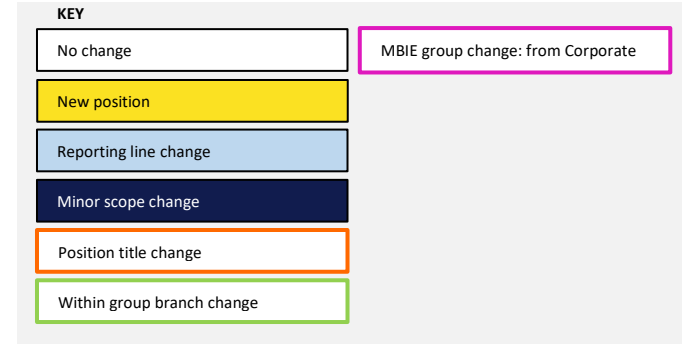 KEY
No change
MBIE group change: from Corporate
New position
Reporting line change
Minor scope change
Position title change
Within group branch change